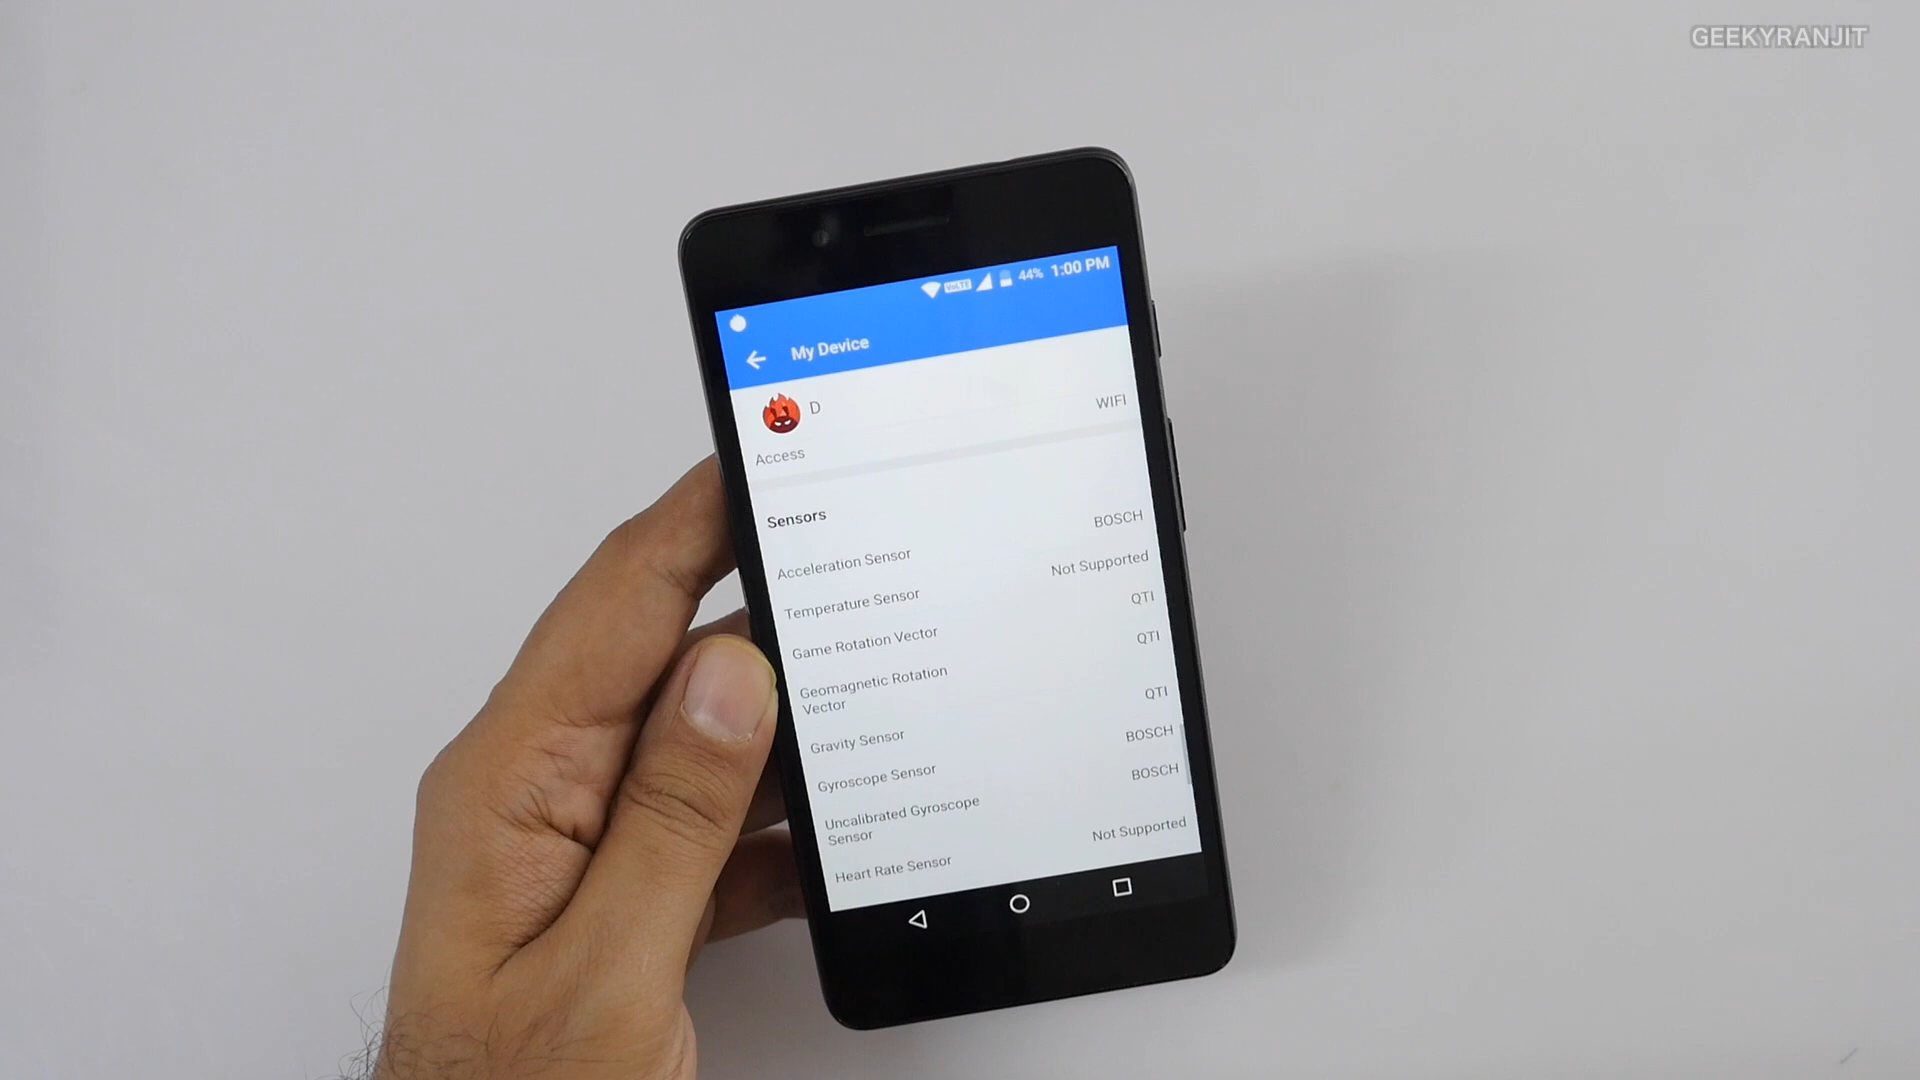 GEEKYRANJIT
VoLTE 44% 1:00 PM
My Device
D
WIFI
Access
Sensors
BOSCH
Acceleration Sensor
Not Supported
Temperature Sensor
QTI
Game Rotation Vector
QTI
Geomagnetic Rotation
Vector
QTI
Gravity Sensor
BOSCH
Gyroscope Sensor
BOSCH
Uncalibrated Gyroscope
Sensor
Not Supported
Heart Rate Sensor